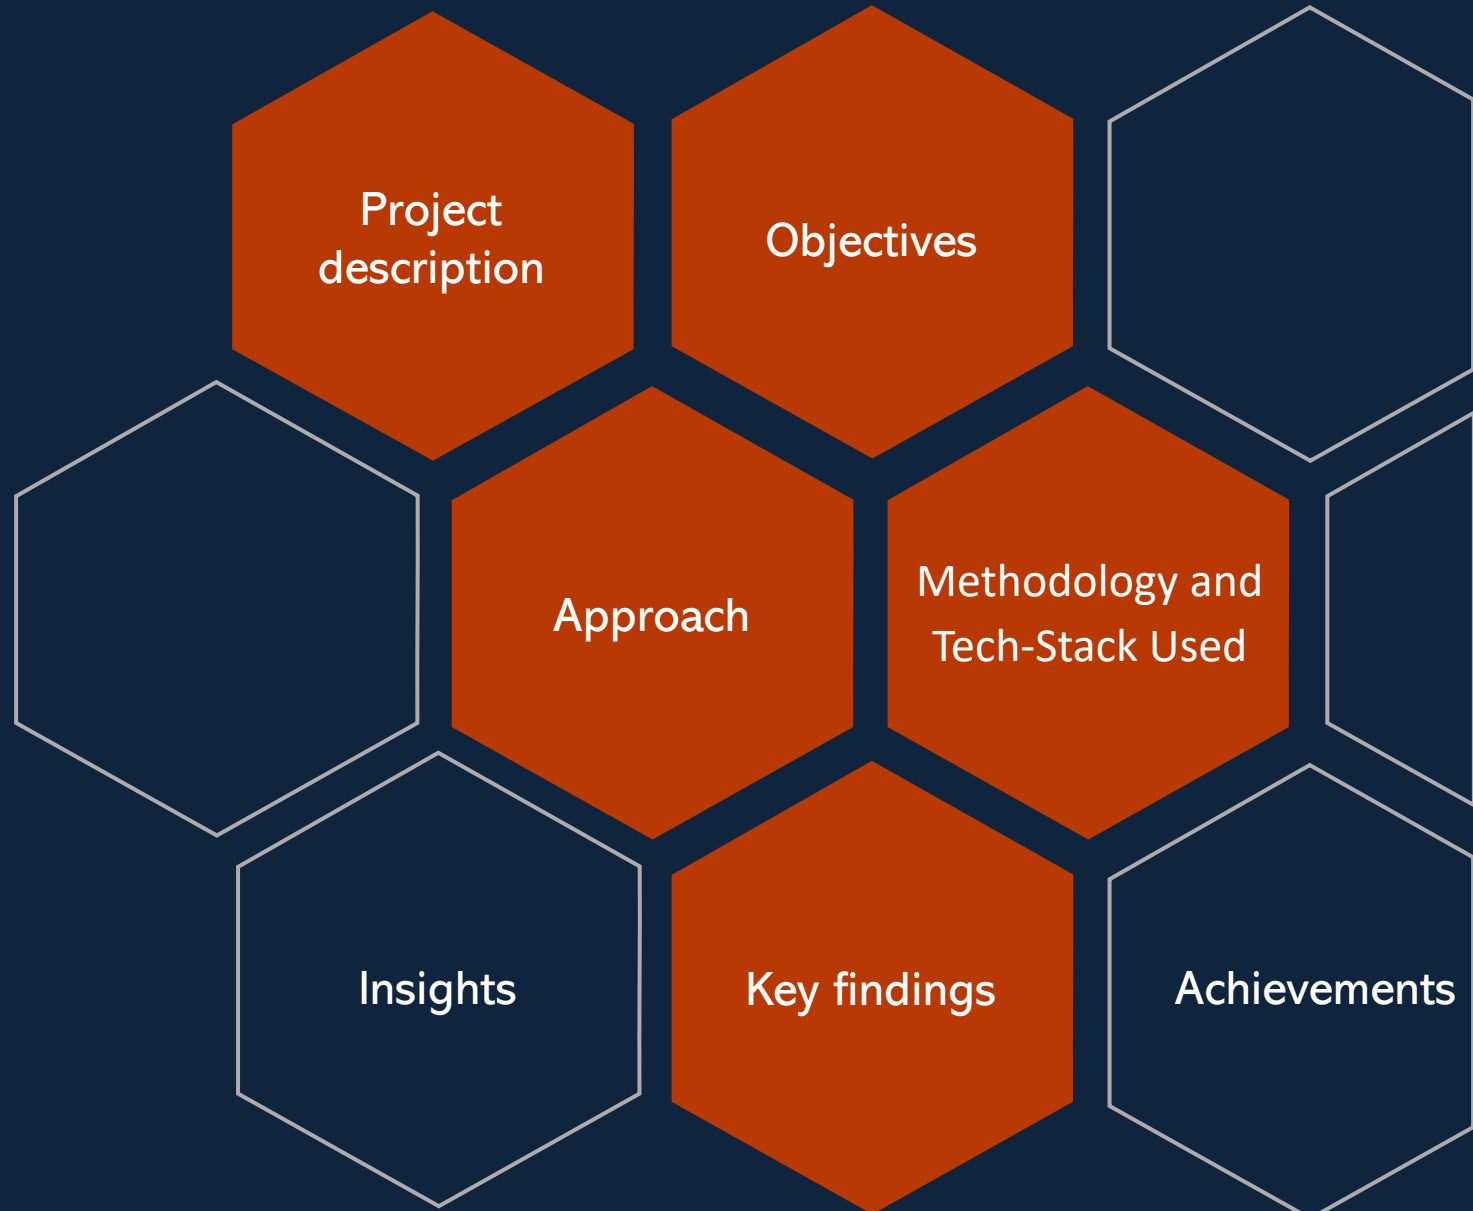 Project
description
Objectives
Approach
Methodology and
Tech-Stack Used
Insights
Key findings
Achievements